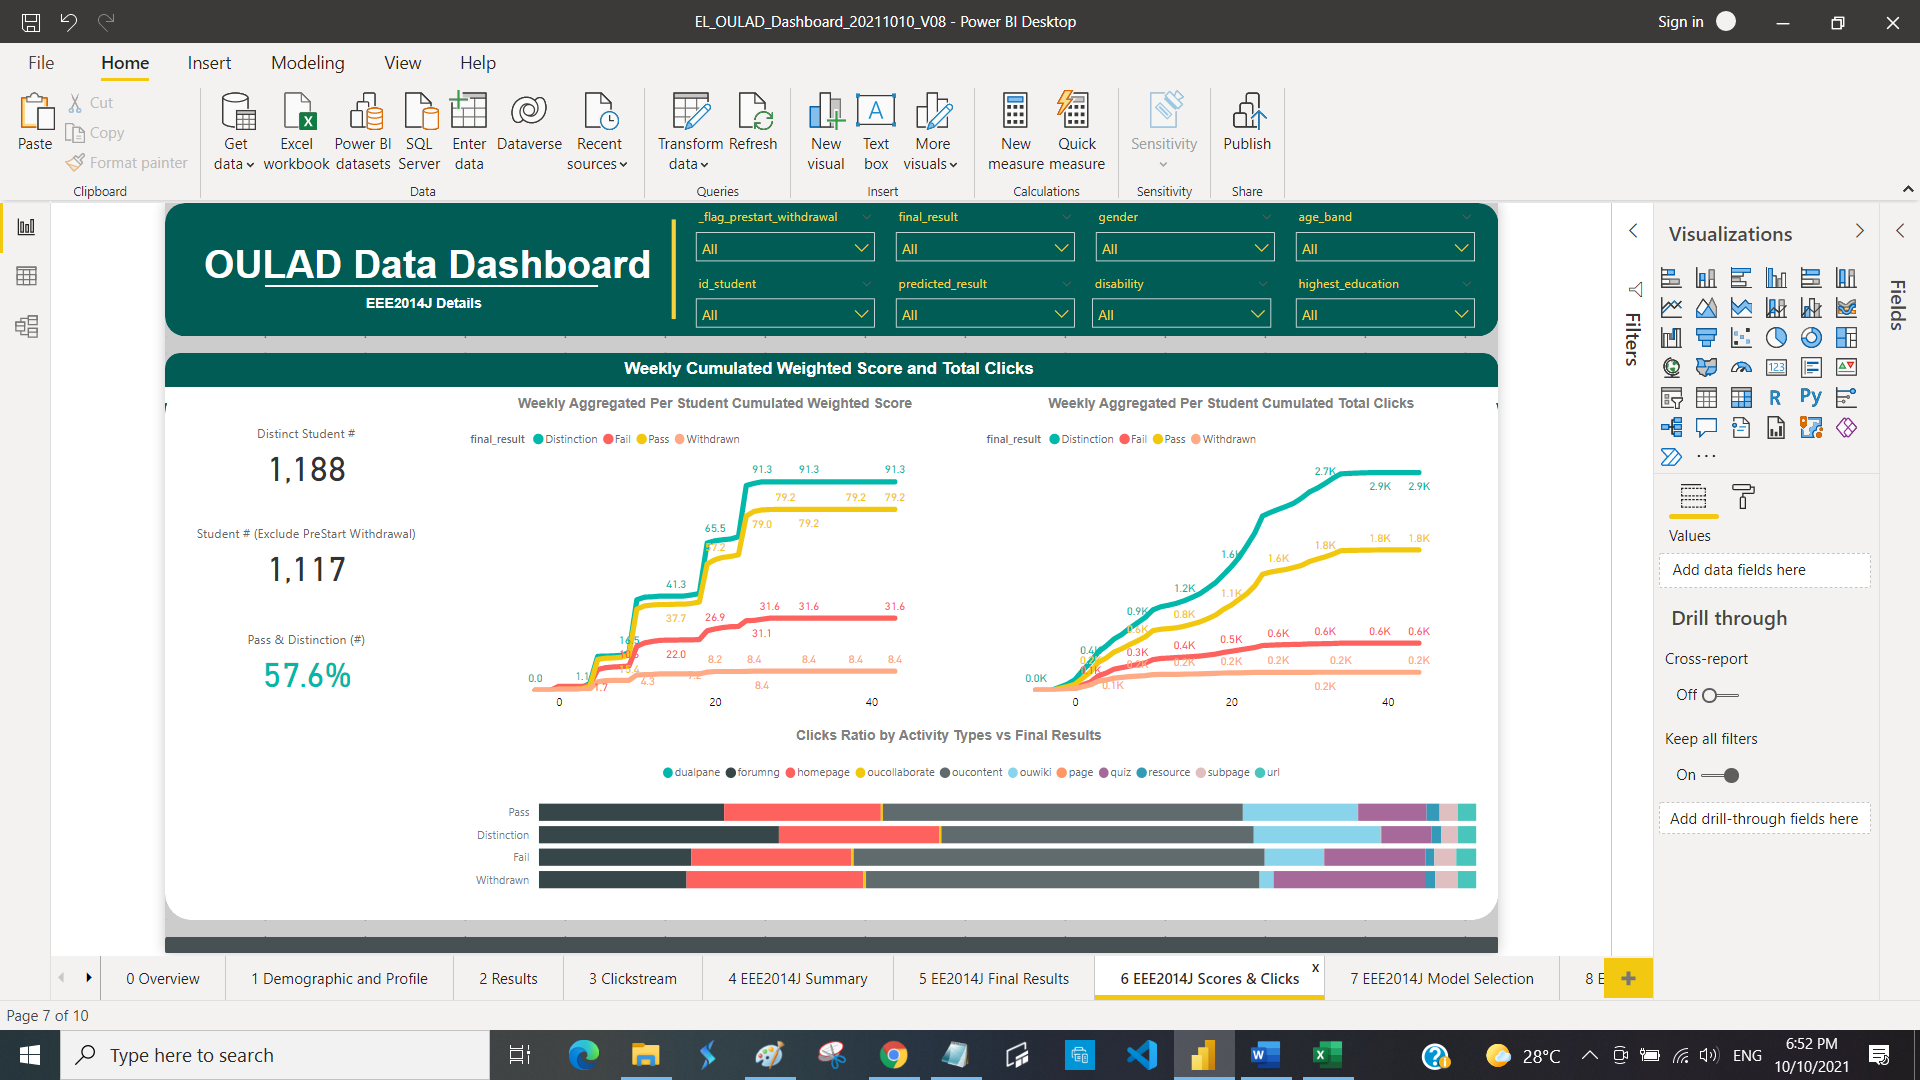 EL_OULAD_Dashboard_20211010_V08 - Power BI Desktop
Sign in
File Home Insert Modeling View Help
Paste
Cut
Copy
Format painter
Clipboard
Get data
Excel workbook
Power BI datasets
SQL Server
Enter data
Dataverse
Recent sources
Data
Transform data
Refresh
Queries
New visual
Text box
More visuals
Insert
New measure
Quick measure
Calculations
Sensitivity
Sensitivity
Publish
Share
OULAD Data Dashboard
EEE2014J Details
_flag_prestart_withdrawal final_result gender age_band
All All All All
id_student predicted_result disability highest_education
All All All All
Weekly Cumulated Weighted Score and Total Clicks
Distinct Student #
1,188
Student # (Exclude PreStart Withdrawal)
1,117
Pass & Distinction (#)
57.6%
Weekly Aggregated Per Student Cumulated Weighted Score
final_result Distinction Fail Pass Withdrawn
91.3 91.3 91.3
79.2 79.2 79.2
79.0 79.2
65.5
57.2
41.3
37.7
31.6 31.6 31.6
26.9
31.1
16.5
22.0
15.4
8.2 8.4 8.4 8.4 8.4
0.0 1.1
1.7 4.3 7.2 8.4
0 20 40
Weekly Aggregated Per Student Cumulated Total Clicks
final_result Distinction Fail Pass Withdrawn
2.7K
2.9K 2.9K
1.8K 1.8K 1.8K
1.6K 1.6K
1.2K 1.1K
0.9K 0.8K
0.6K
0.6K 0.6K 0.6K 0.6K
0.5K
0.4K 0.3K 0.4K
0.2K 0.2K 0.2K 0.2K 0.2K 0.2K
0.0K 0.1K 0.1K 0.2K
0 20 40
Clicks Ratio by Activity Types vs Final Results
dualpane forumng homepage oucollaborate oucontent ouwiki page quiz resource subpage url
Pass
Distinction
Fail
Withdrawn
Filters
Visualizations
R Py
123
Values
Add data fields here
Drill through
Cross-report
Off
Keep all filters
On
Add drill-through fields here
Fields
0 Overview
1 Demographic and Profile
2 Results
3 Clickstream
4 EEE2014J Summary
5 EE2014J Final Results
6 EEE2014J Scores & Clicks
x
7 EEE2014J Model Selection
8 E
Page 7 of 10
Type here to search
28°C
ENG
6:52 PM
10/10/2021